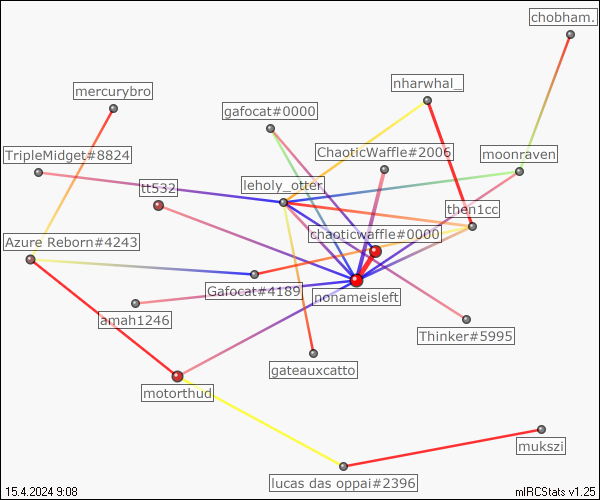 chobham.
nharwhal_
mercurybro
gafocat#0000
ChaoticWaffle#2006
moonraven
TripleMidget#8824
tt532
leholy_otter
then1cc
chaoticwaffle#0000
Azure Reborn#4243
Gafocat#4189
nonameisleft
amah1246
Thinker#5995
gateauxcatto
motorthud
mukszi
lucas das oppai#2396
15.4.2024 9:08
mIRCStats v1.25